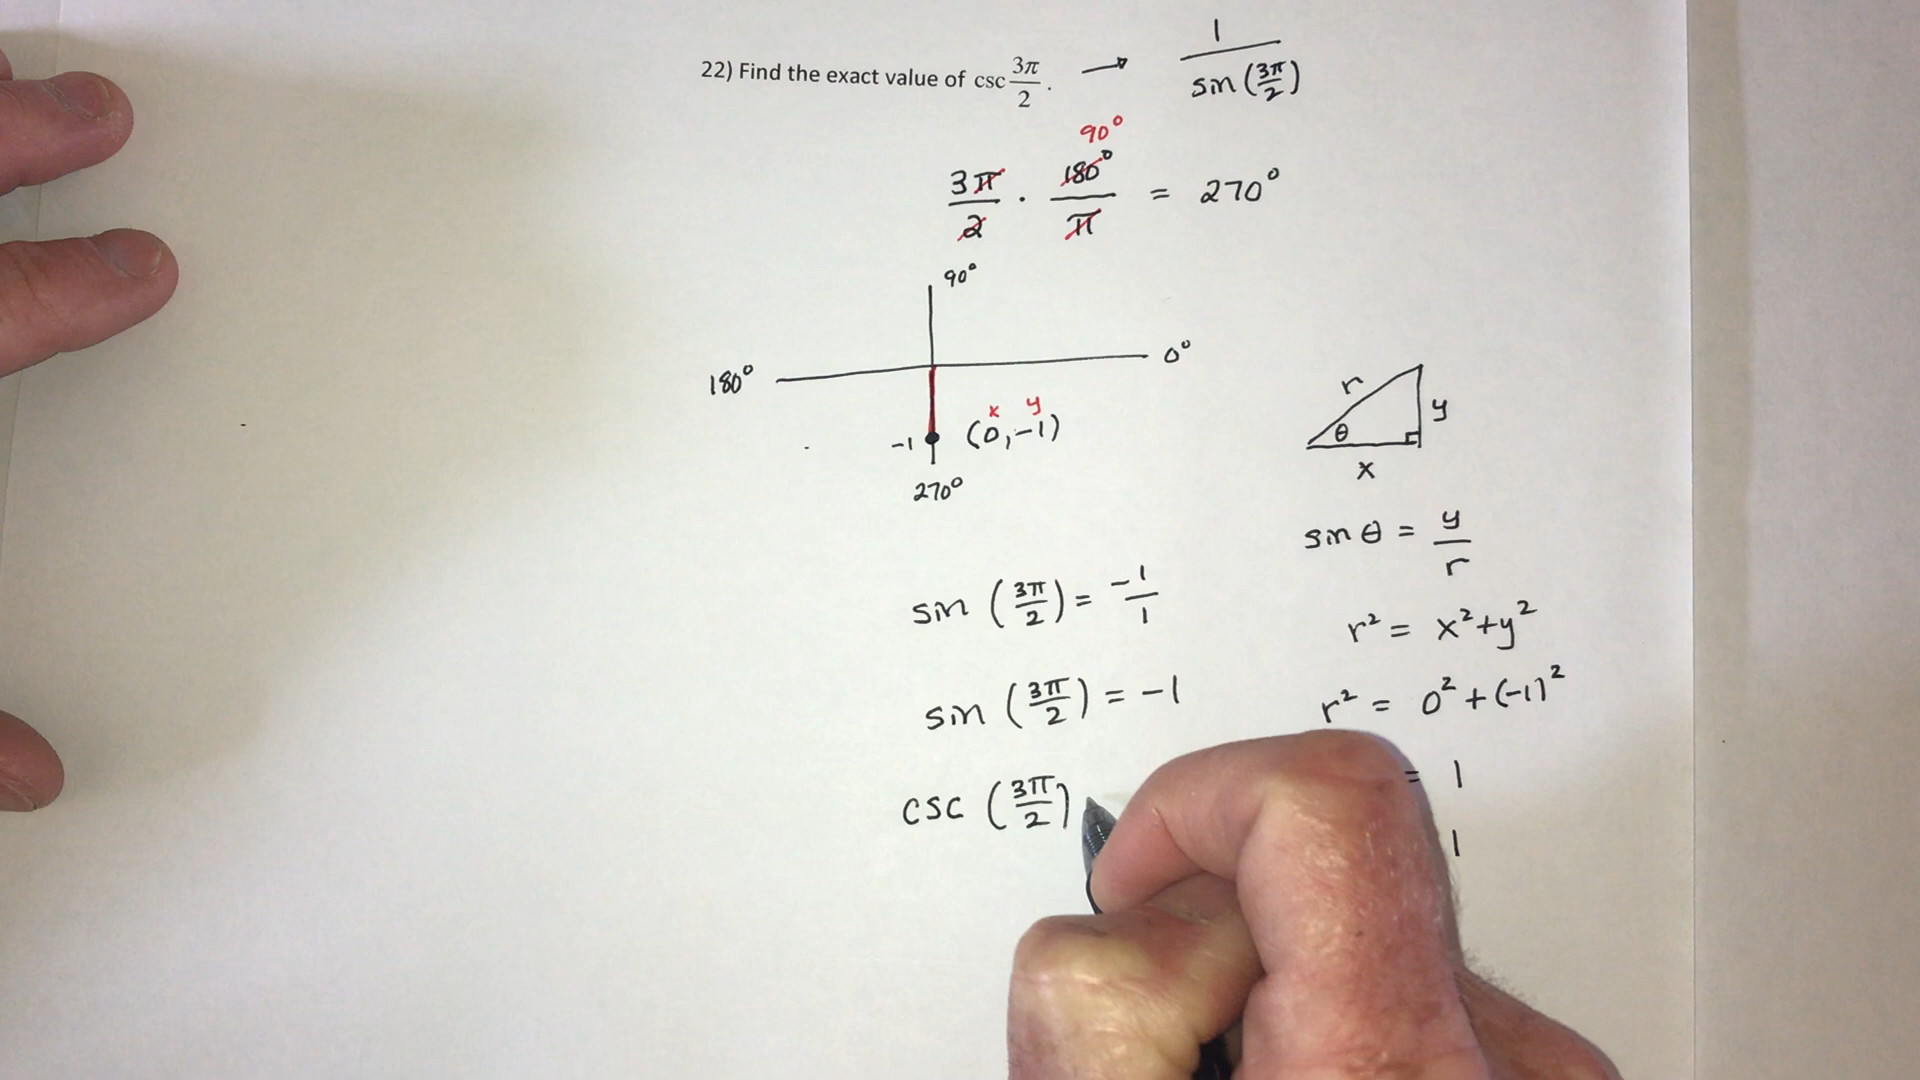 22) Find the exact value of csc 3π/2 . → 1/sin (3π/2)
90°
3π/2 · 180°/π = 270°
90°
180° 0°
x y
-1 (0, -1)
270°
r y
θ
x
sin θ = y/r
sin (3π/2) = -1/1
r² = x² + y²
sin (3π/2) = -1
r² = 0² + (-1)²
csc (3π/2)
= 1
1